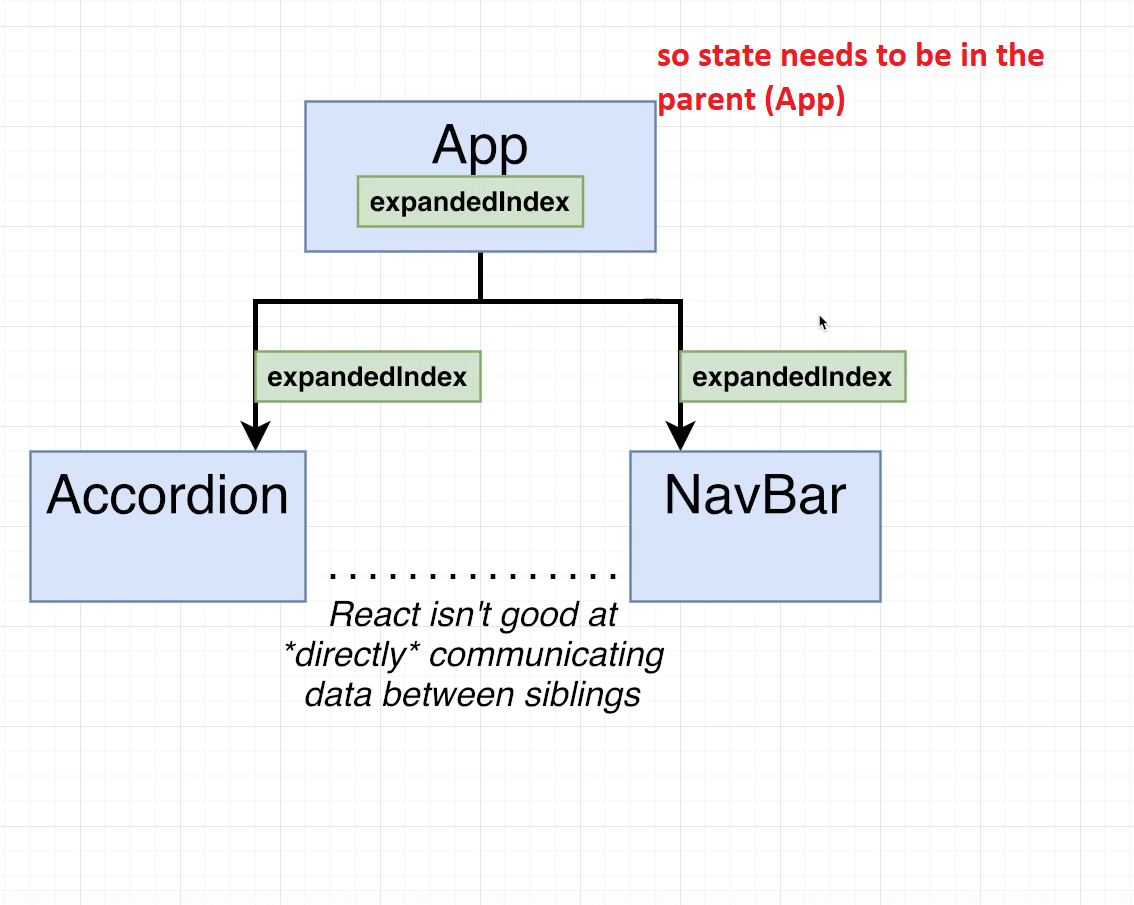 so state needs to be in the
parent (App)
App
expandedIndex
expandedIndex
expandedIndex
Accordion
NavBar
...............
React isn't good at
*directly* communicating
data between siblings